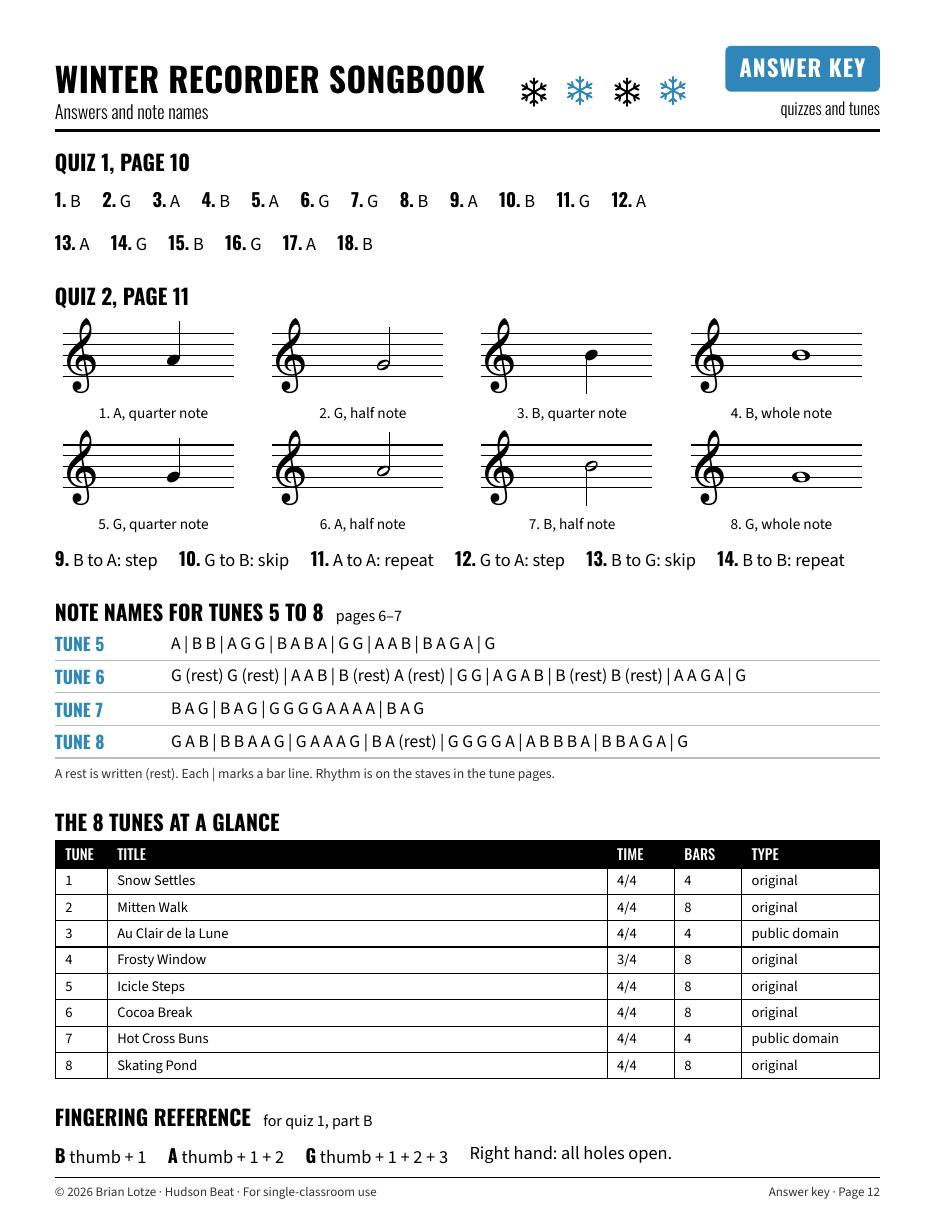 WINTER RECORDER SONGBOOK
ANSWER KEY
Answers and note names
quizzes and tunes
QUIZ 1, PAGE 10
1. B 2. G 3. A 4. B 5. A 6. G 7. G 8. B 9. A 10. B 11. G 12. A
13. A 14. G 15. B 16. G 17. A 18. B
QUIZ 2, PAGE 11
1. A, quarter note 2. G, half note 3. B, quarter note 4. B, whole note
5. G, quarter note 6. A, half note 7. B, half note 8. G, whole note
9. B to A: step 10. G to B: skip 11. A to A: repeat 12. G to A: step 13. B to G: skip 14. B to B: repeat
NOTE NAMES FOR TUNES 5 TO 8 pages 6–7
TUNE 5 A | B B | A G G | B A B A | G G | A A B | B A G A | G
TUNE 6 G (rest) G (rest) | A A B | B (rest) A (rest) | G G | A G A B | B (rest) B (rest) | A A G A | G
TUNE 7 B A G | B A G | G G G G A A A A | B A G
TUNE 8 G A B | B B A A G | G A A A G | B A (rest) | G G G G A | A B B B A | B B A G A | G
A rest is written (rest). Each | marks a bar line. Rhythm is on the staves in the tune pages.
THE 8 TUNES AT A GLANCE
TUNE TITLE TIME BARS TYPE
1 Snow Settles 4/4 4 original
2 Mitten Walk 4/4 8 original
3 Au Clair de la Lune 4/4 4 public domain
4 Frosty Window 3/4 8 original
5 Icicle Steps 4/4 8 original
6 Cocoa Break 4/4 8 original
7 Hot Cross Buns 4/4 4 public domain
8 Skating Pond 4/4 8 original
FINGERING REFERENCE for quiz 1, part B
B thumb + 1 A thumb + 1 + 2 G thumb + 1 + 2 + 3 Right hand: all holes open.
© 2026 Brian Lotze · Hudson Beat · For single-classroom use
Answer key · Page 12